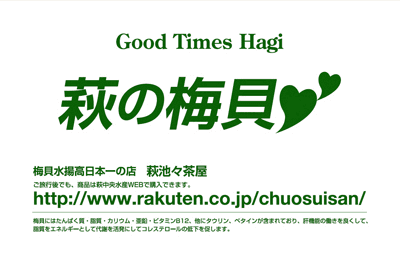 Good Times Hagi
萩の梅貝
梅貝水揚高日本一の店　萩池々茶屋
ご旅行後でも、商品は萩中央水産WEBで購入できます。
http://www.rakuten.co.jp/chuosuisan/
梅貝にはたんぱく質・脂質・カリウム・亜鉛・ビタミンB12、他にタウリン、ベタインが含まれており、肝機能の働きを良くして、
脂質をエネルギーとして代謝を活発にしてコレステロールの低下を促します。